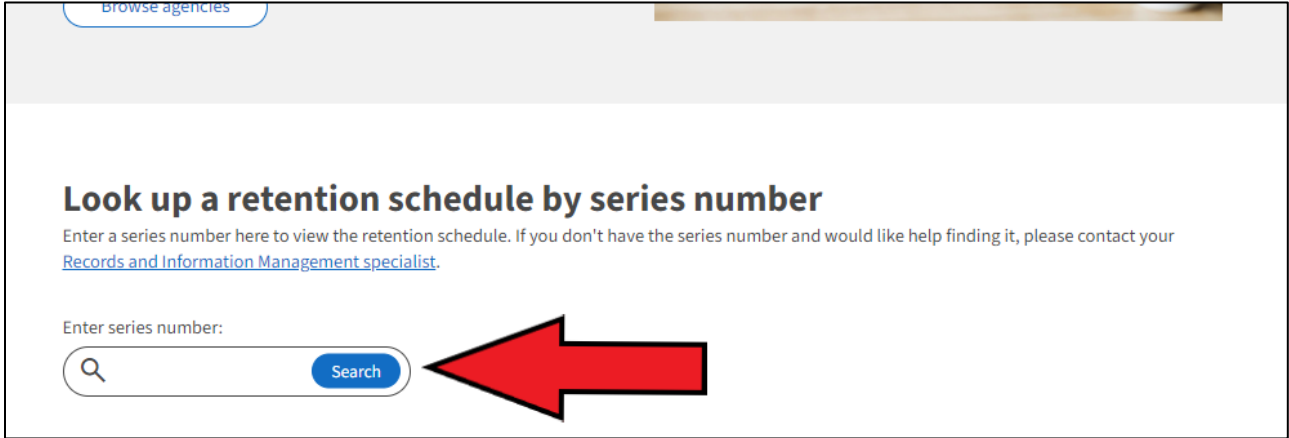 Browse agencies
Look up a retention schedule by series number
Enter a series number here to view the retention schedule. If you don't have the series number and would like help finding it, please contact your
Records and Information Management specialist.
Enter series number:
Search